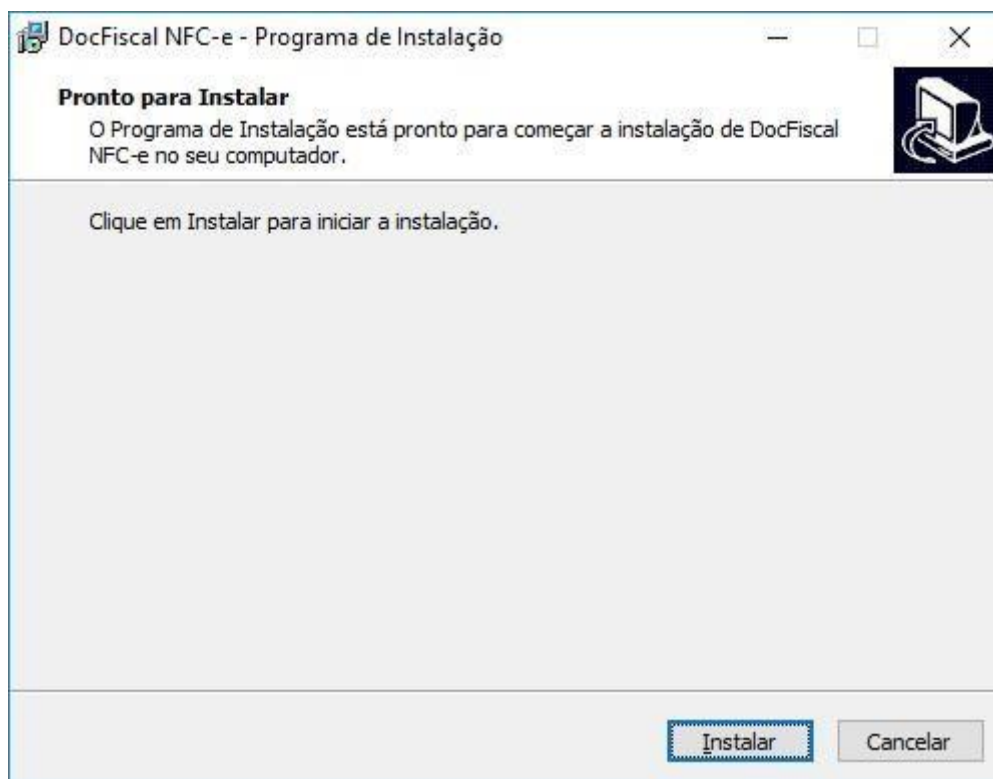 DocFiscal NFC-e - Programa de Instalação
Pronto para Instalar
O Programa de Instalação está pronto para começar a instalação de DocFiscal
NFC-e no seu computador.
Clique em Instalar para iniciar a instalação.
Instalar
Cancelar